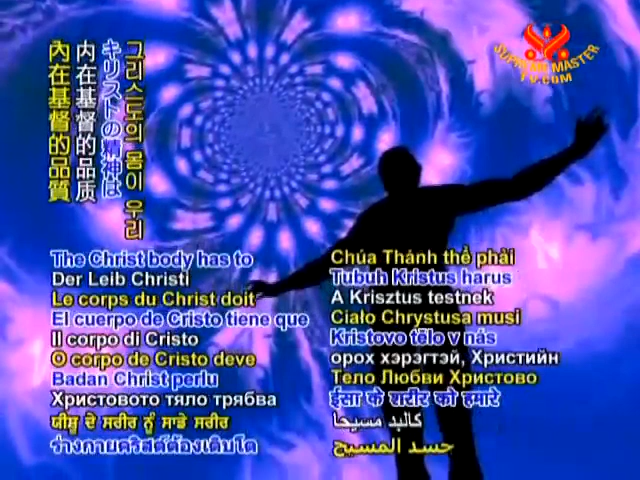 SUPREME MASTER
TV.COM
그리스도의 몸이 우리
キリストの精神は
内在基督的品质
內在基督的品質
The Christ body has to
Der Leib Christi
Le corps du Christ doit
El cuerpo de Cristo tiene que
Il corpo di Cristo
O corpo de Cristo deve
Badan Christ perlu
Христовото тяло трябва
ਯੀਸ਼ੂ ਦੇ ਸਰੀਰ ਨੂੰ ਸਾਡੇ ਸਰੀਰ
ร่างกายคริสต์ต้องเติบโต
Chúa Thánh thể phải
Tubuh Kristus harus
A Krisztus testnek
Ciało Chrystusa musi
Kristovo tělo v nás
орох хэрэгтэй, Христийн
Тело Любви Христово
ईसा के शरीर को हमारे
كالبد مسيحا
جسد المسيح